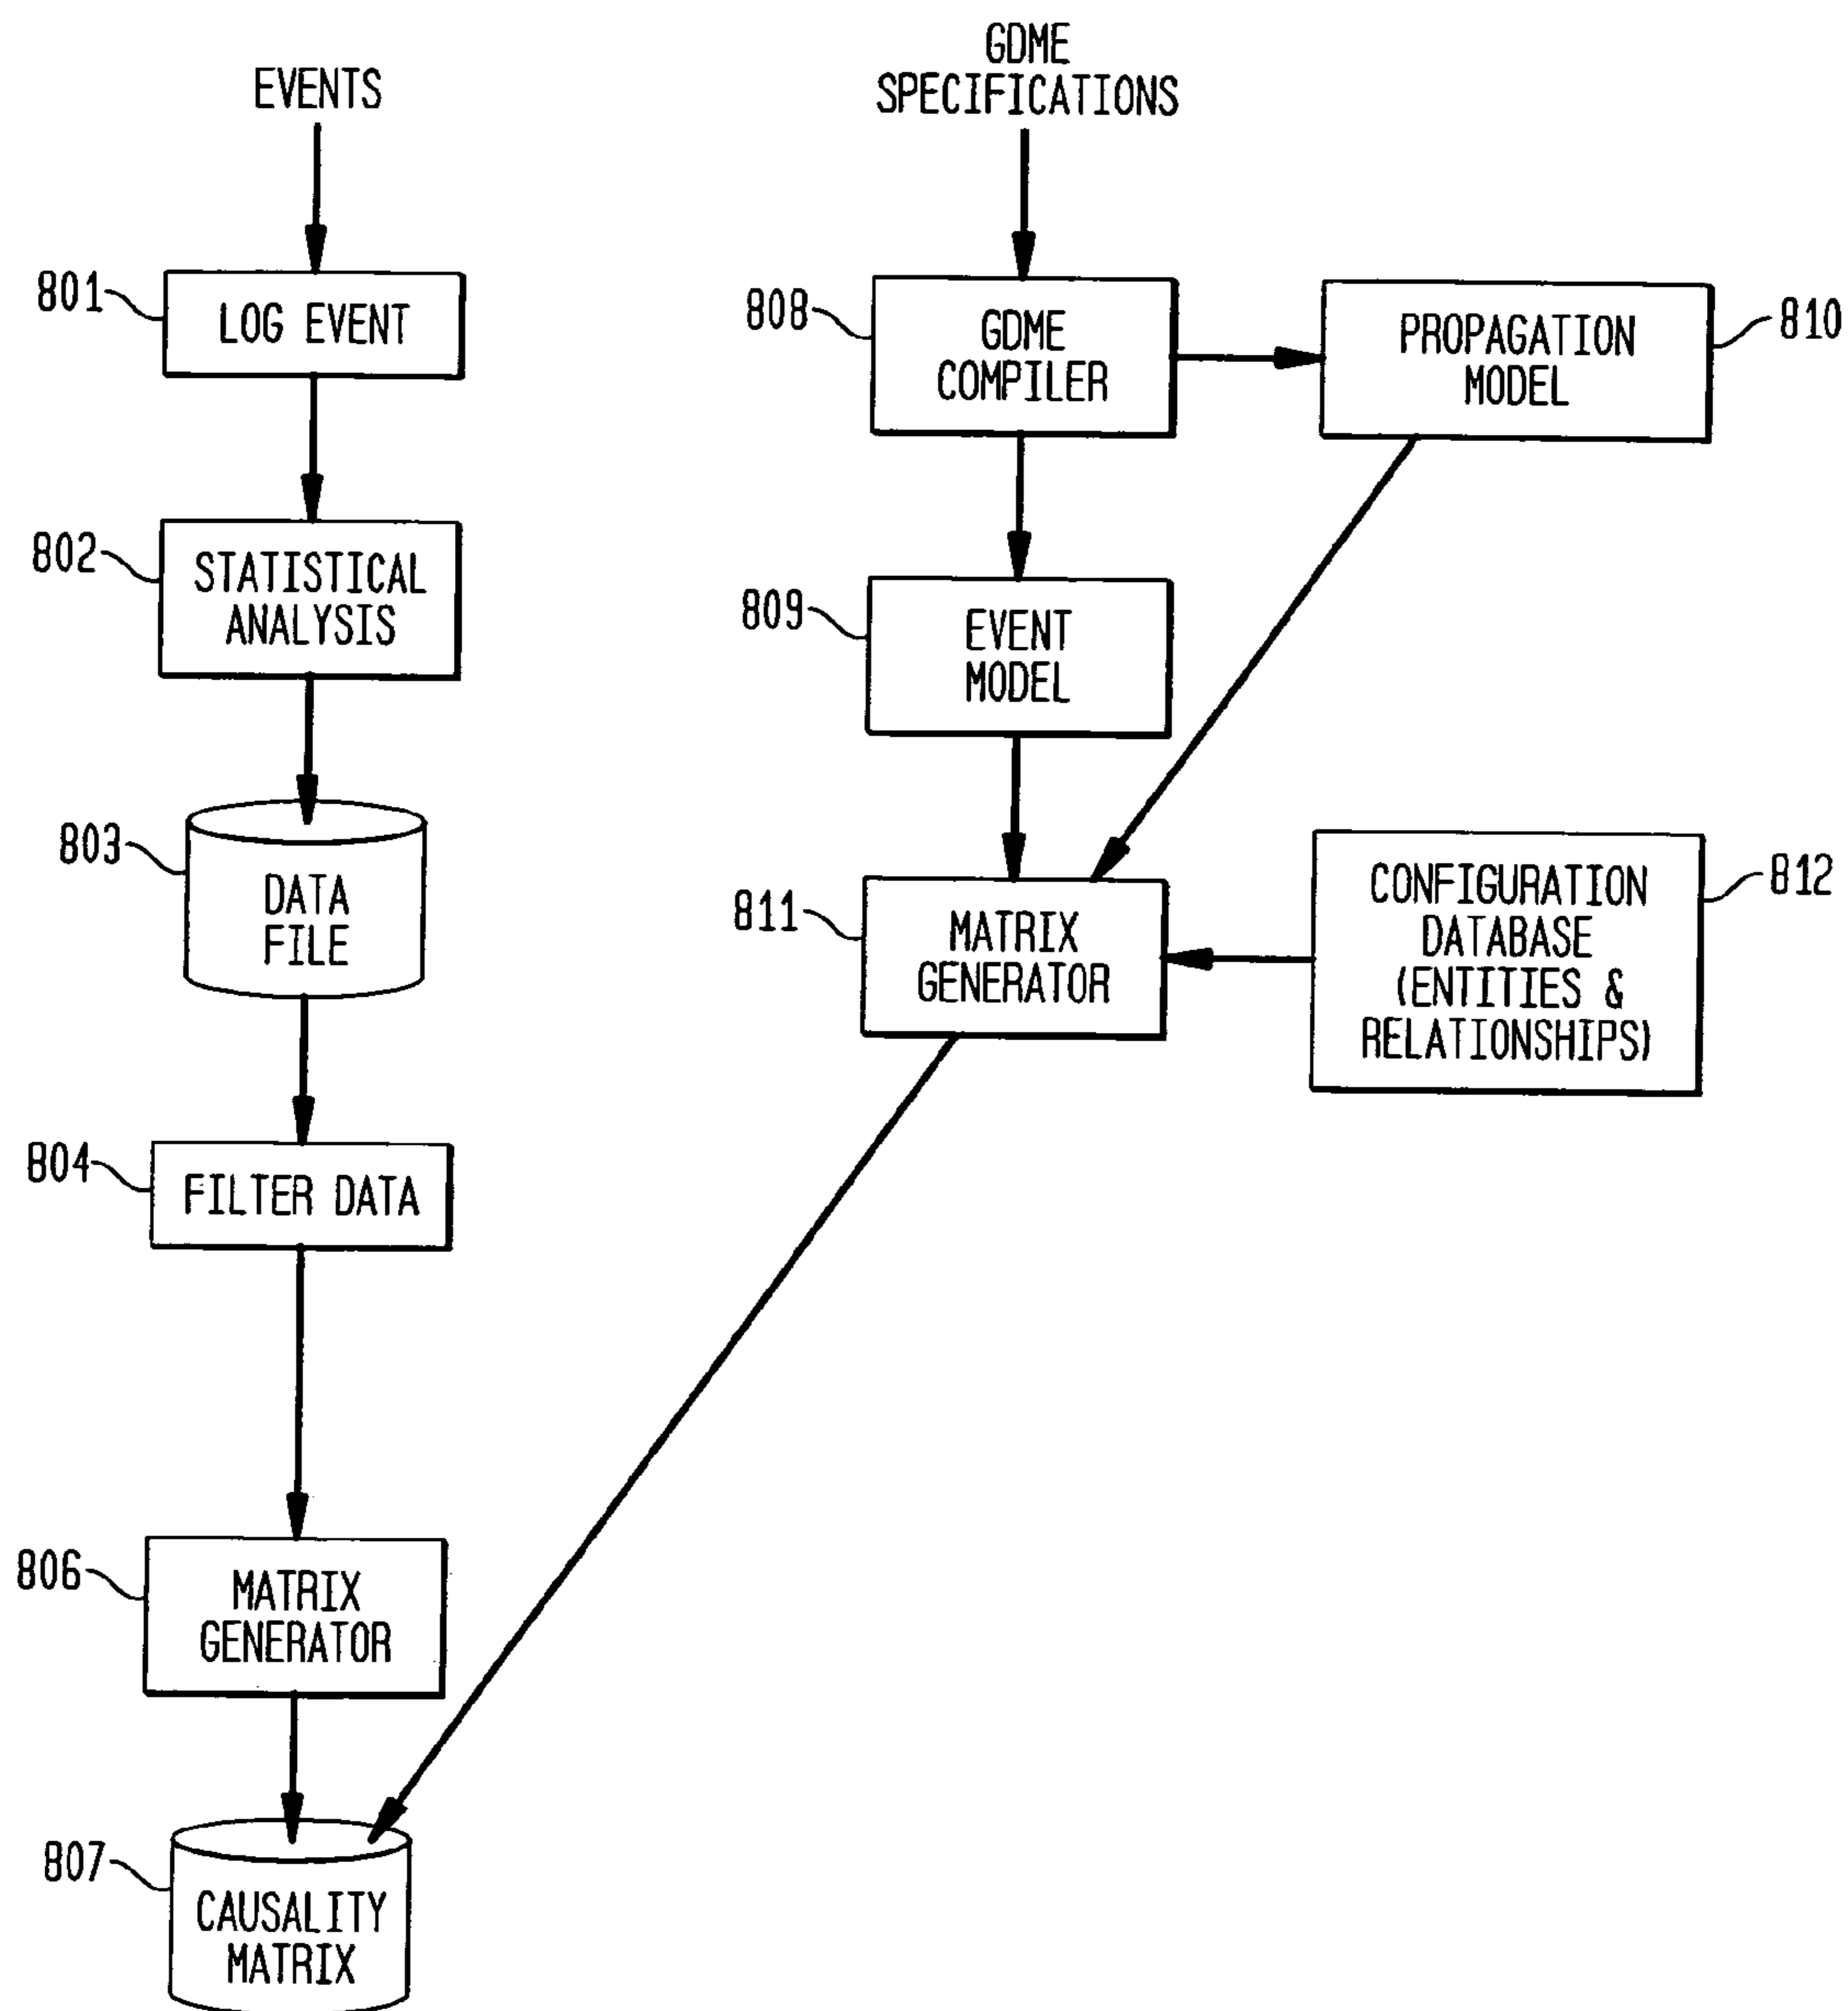 EVENTS
801
LOG EVENT
802
STATISTICAL
ANALYSIS
803
DATA
FILE
804
FILTER DATA
806
MATRIX
GENERATOR
807
CAUSALITY
MATRIX
GDME
SPECIFICATIONS
808
GDME
COMPILER
810
PROPAGATION
MODEL
809
EVENT
MODEL
811
MATRIX
GENERATOR
812
CONFIGURATION
DATABASE
(ENTITIES &
RELATIONSHIPS)